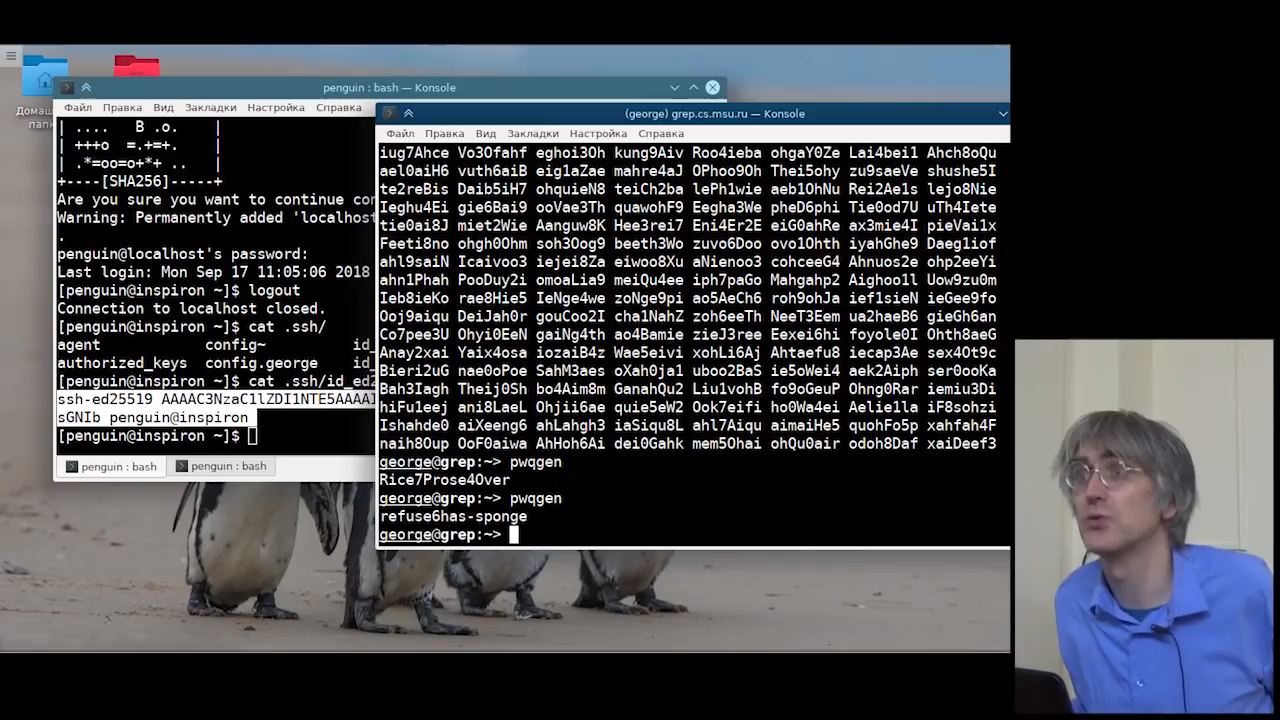 Домаш
папк
penguin : bash — Konsole
Файл Правка Вид Закладки Настройка Справка
| .... B .o. |
| +++o =.+=+. |
| .*=oo=o+*+ .. |
+----[SHA256]-----+
Are you sure you want to continue con
Warning: Permanently added 'localhost
.
penguin@localhost's password:
Last login: Mon Sep 17 11:05:06 2018
[penguin@inspiron ~]$ logout
Connection to localhost closed.
[penguin@inspiron ~]$ cat .ssh/
agent config~ id_
authorized_keys config.george id_
[penguin@inspiron ~]$ cat .ssh/id_ed2
ssh-ed25519 AAAAC3NzaC1lZDI1NTE5AAAAI
sGNIb penguin@inspiron
[penguin@inspiron ~]$
penguin : bash penguin : bash
(george) grep.cs.msu.ru — Konsole
Файл Правка Вид Закладки Настройка Справка
iug7Ahce Vo3Ofahf eghoi3Oh kung9Aiv Roo4ieba ohgaY0Ze Lai4bei1 Ahch8oQu
ael0aiH6 vuth6aiB eig1aZae mahre4aJ OPhoo9Oh Thei5ohy zu9saeVe shushe5I
te2reBis Daib5iH7 ohquieN8 teiCh2ba lePh1wie aeb1OhNu Rei2Ae1s lejo8Nie
Ieghu4Ei gie6Bai9 ooVae3Th quawohF9 Eegha3We pheD6phi Tie0od7U uTh4Iete
tie0ai8J miet2Wie Aanguw8K Hee3rei7 Eni4Er2E eiG0ahRe ax3mie4I pieVai1x
Feeti8no ohgh0Ohm soh3Oog9 beeth3Wo zuvo6Doo ovo1Ohth iyahGhe9 Daeg1iof
ahl9saiN Icaivoo3 iejei8Za eiwoo8Xu aNienoo3 cohceeG4 Ahnuos2e ohp2eeYi
ahn1Phah PooDuy2i omoaLia9 meiQu4ee iph7paGo Mahgahp2 Aighoo1l Uow9zu0m
Ieb8ieKo rae8Hie5 IeNge4we zoNge9pi ao5AeCh6 roh9ohJa ief1sieN ieGee9fo
Ooj9aiqu DeiJah0r gouCoo2I cha1NahZ zoh6eeTh NeeT3Eem ua2haeB6 gieGh6an
Co7pee3U Ohyi0EeN gaiNg4th ao4Bamie zieJ3ree Eexei6hi foyole0I Ohth8aeG
Anay2xai Yaix4osa iozaiB4z Wae5eivi xohLi6Aj Ahtaefu8 iecap3Ae sex4Ot9c
Bieri2uG nae0oPoe SahM3aes oXah0ja1 uboo2BaS ie5oWei4 aek2Aiph ser0ooKa
Bah3Iagh Theij0Sh bo4Aim8m GanahQu2 Liu1vohB fo9oGeuP Ohng0Rar iemiu3Di
hiFu1eej ani8LaeL Ohjii6ae quie5eW2 Ook7eifi ho0Wa4ei Aelie1la iF8sohzi
Ishade0d aiXeeng6 ahLahgh3 iaSiqu8L ahl7Aiqu aimaiHe5 quohFo5p xahfah4F
naih8Oup OoF0aiwa AhHoh6Ai dei0Gahk mem5Ohai ohQu0air odoh8Daf xaiDeef3
george@grep:~> pwqgen
Rice7Prose4Over
george@grep:~> pwqgen
refuse6has-sponge
george@grep:~>